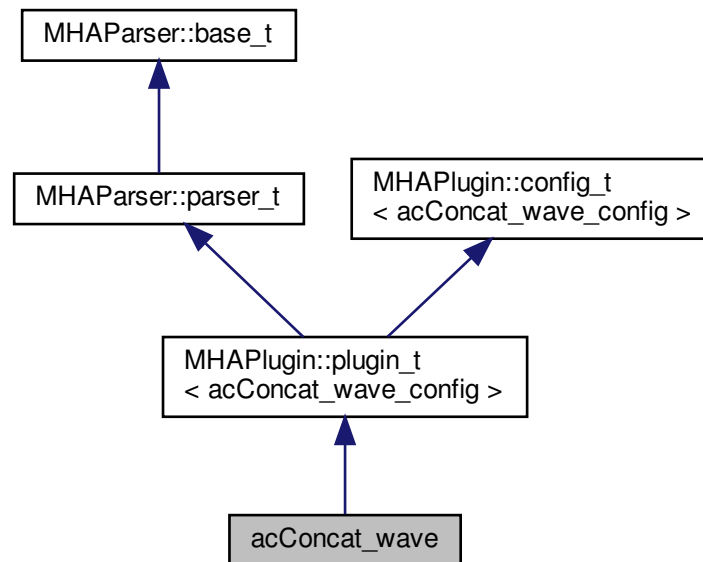 MHAParser::base_t
MHAParser::parser_t
MHAPlugin::config_t
< acConcat_wave_config >
MHAPlugin::plugin_t
< acConcat_wave_config >
acConcat_wave